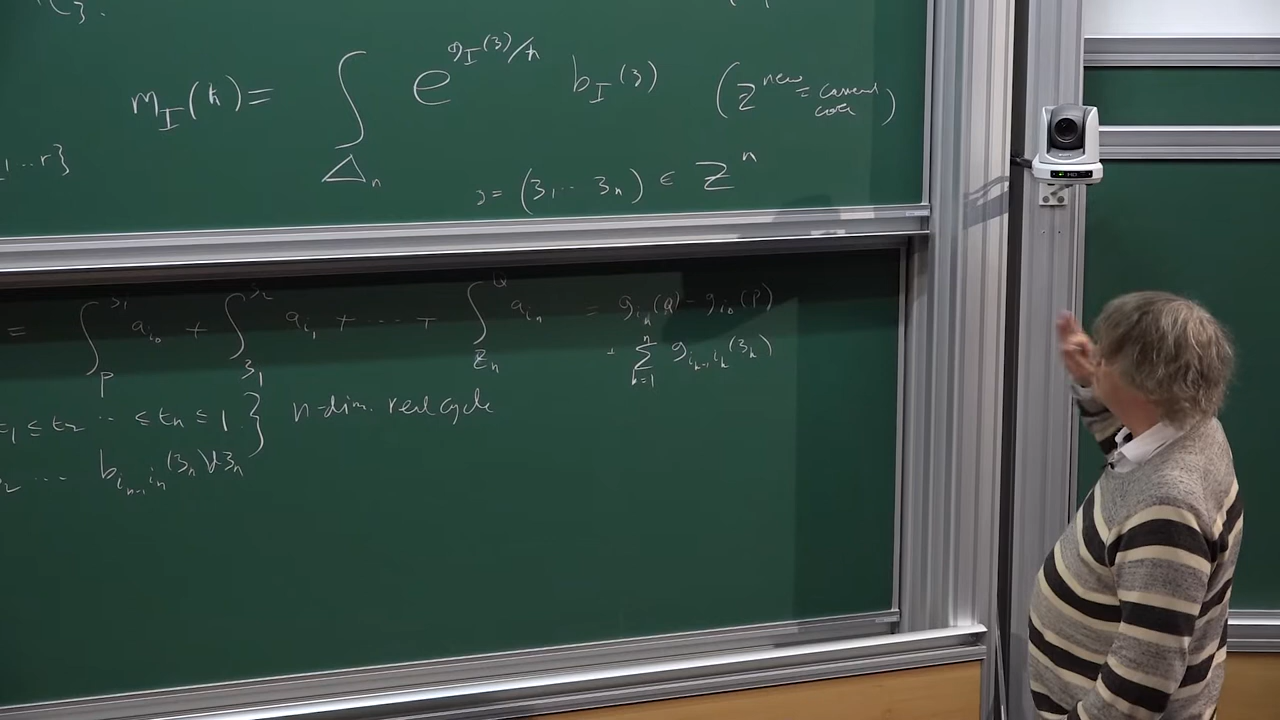 m_I(ħ) = ∫_{Δ_n} e^{g_I(z)/ħ} b_I(z) (Z^{new} = current
1 .. r}
z = (z_1 ... z_n) ∈ Z^n
= ∫_P^{z_1} a_{i_0} + ∫_{z_1}^{z_2} a_{i_1} + ... + ∫_{z_n}^Q a_{i_n} = g_{i_n}(Q) - g_{i_0}(P)
+ ∑_{k=1}^n g_{i_{k-1} i_k}(z_k)
t_1 ≤ t_2 ... ≤ t_n ≤ 1 } n-dim. real cycle
... b_{i_{n-1} i_n}(z_n) dz_n